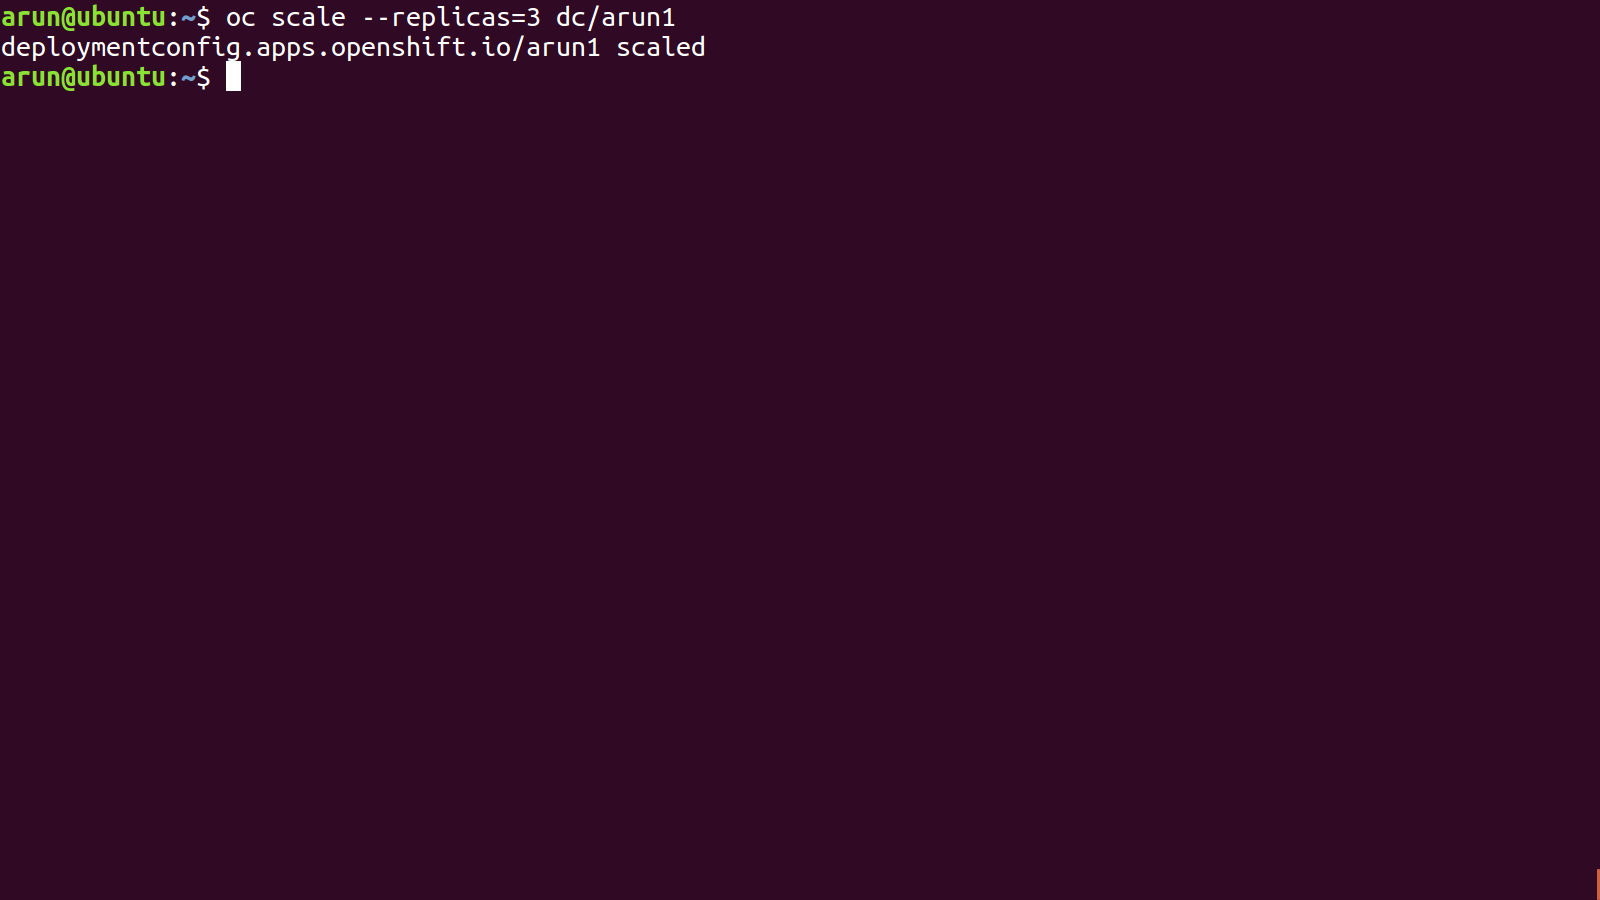 arun@ubuntu:~$ oc scale --replicas=3 dc/arun1
deploymentconfig.apps.openshift.io/arun1 scaled
arun@ubuntu:~$